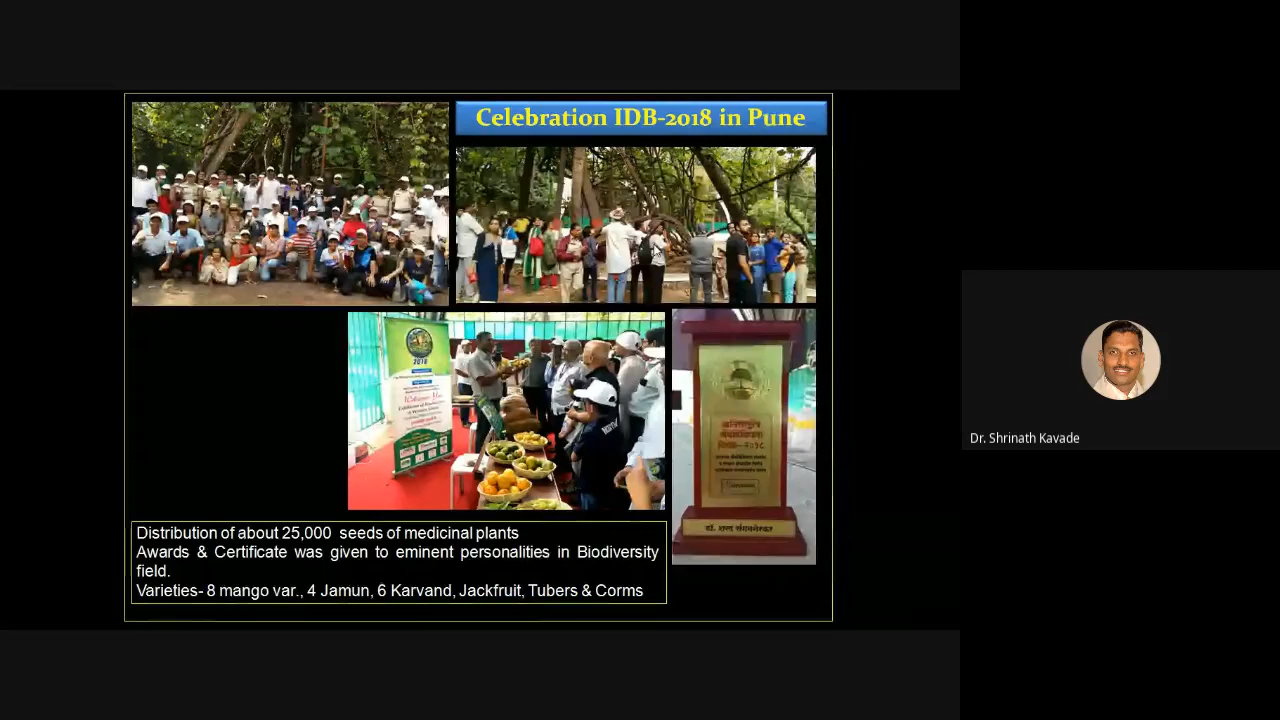 Celebration IDB-2018 in Pune
2018
डॉ. शरद
Distribution of about 25,000 seeds of medicinal plants
Awards & Certificate was given to eminent personalities in Biodiversity
field.
Varieties- 8 mango var., 4 Jamun, 6 Karvand, Jackfruit, Tubers & Corms
Dr. Shrinath Kavade